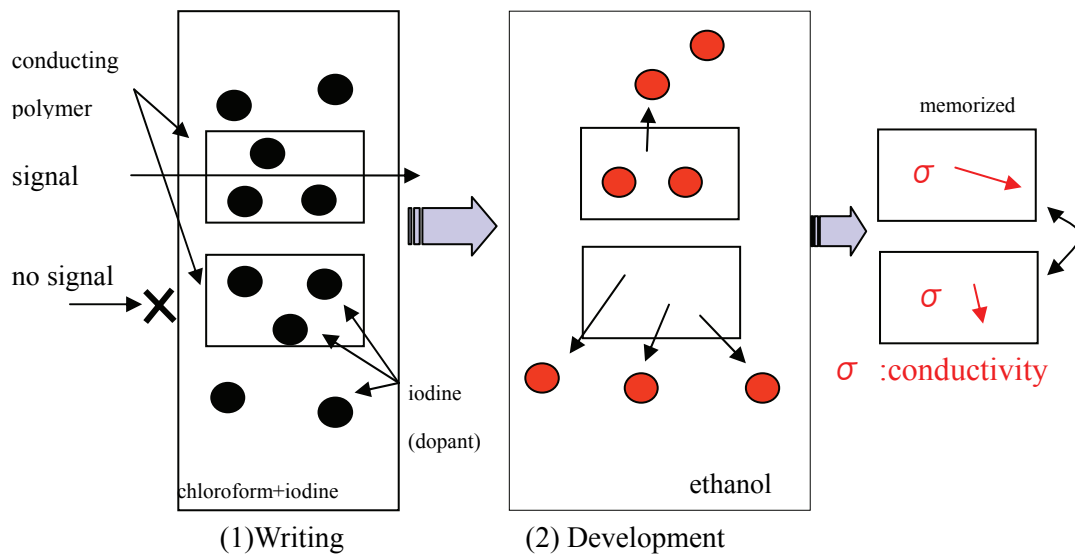 conducting
polymer
signal
no signal
iodine
(dopant)
chloroform+iodine
(1)Writing
ethanol
(2) Development
memorized
σ
σ
σ :conductivity